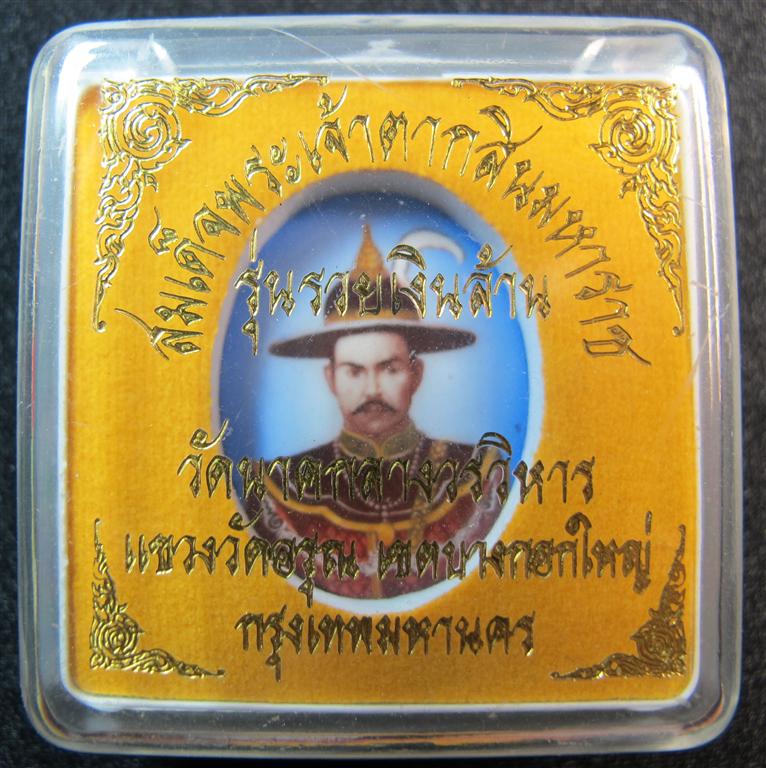 สมเด็จพระเจ้าตากสินมหาราช
รุ่นรวยเงินล้าน
วัดนาคกลางวรวิหาร
แขวงวัดอรุณ เขตบางกอกใหญ่
กรุงเทพมหานคร